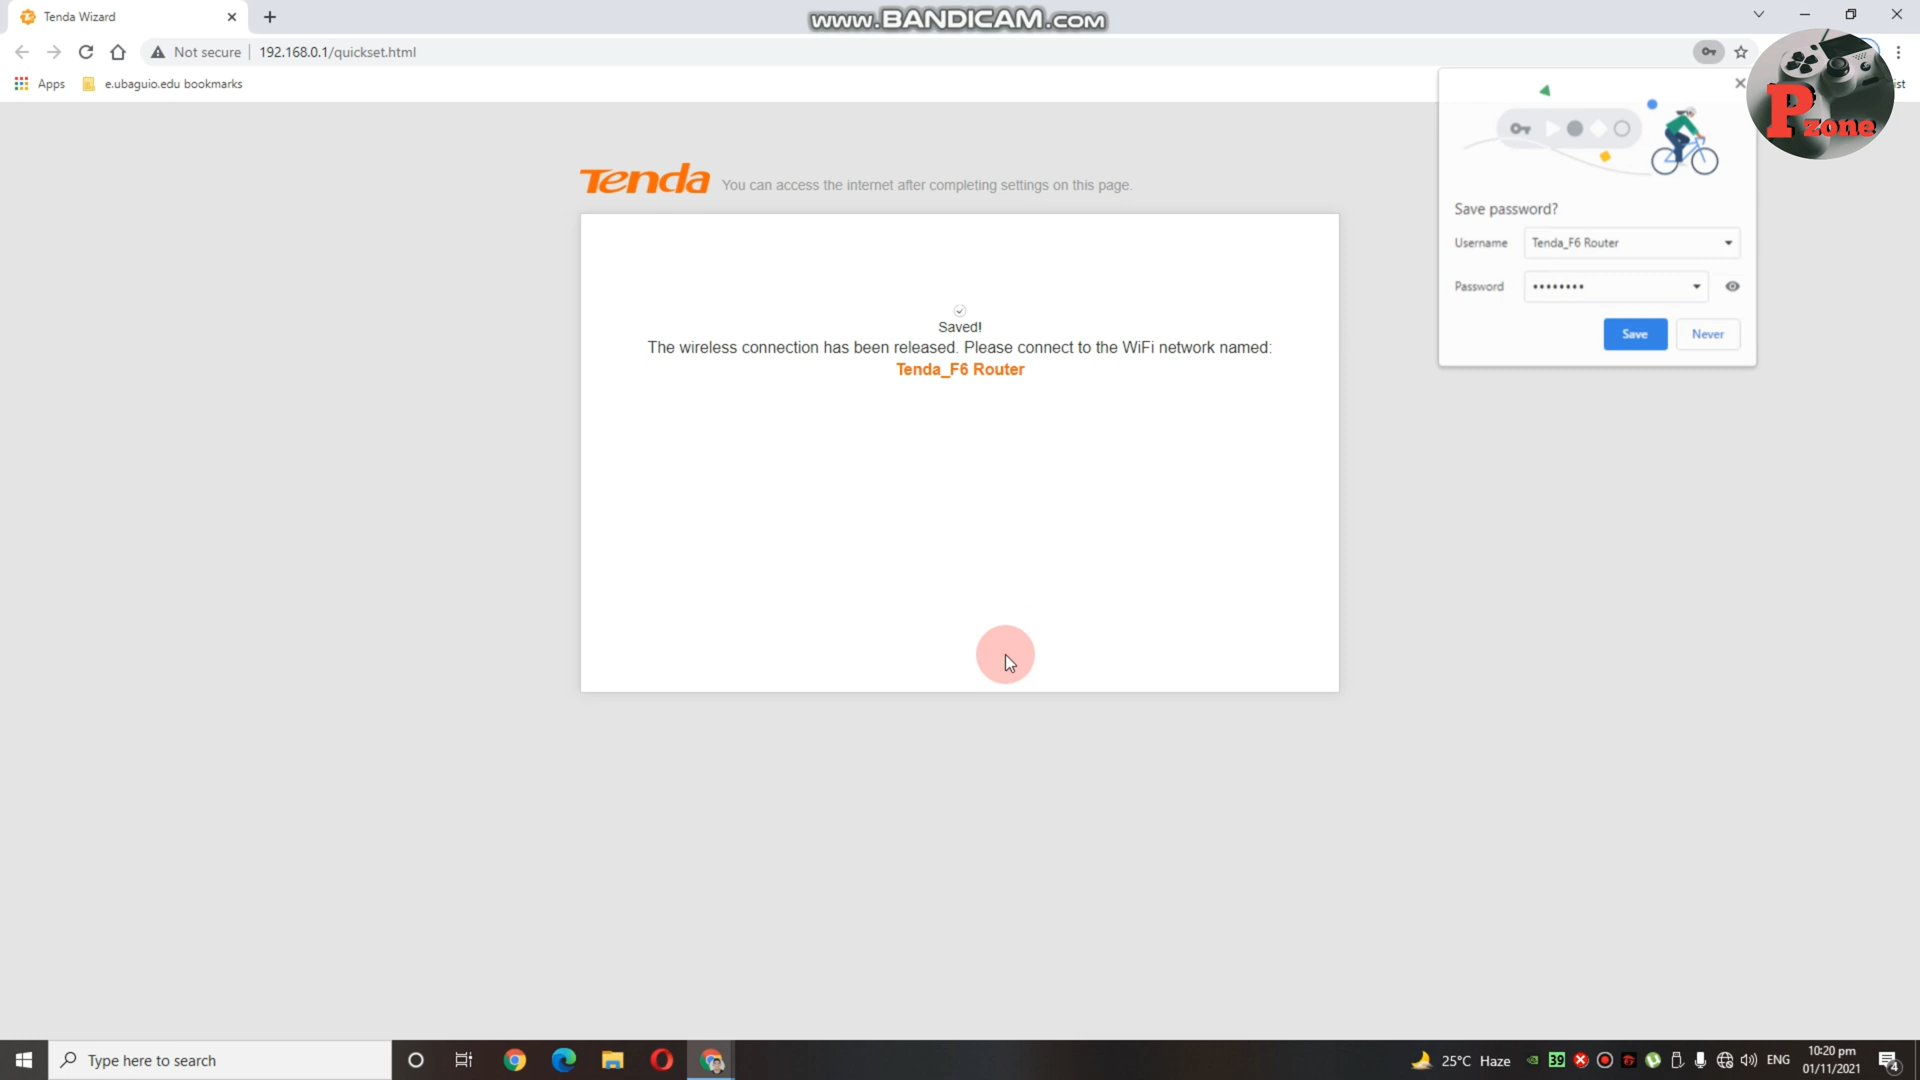 Tenda Wizard
www.BANDICAM.com
Not secure
192.168.0.1/quickset.html
Apps
e.ubaguio.edu bookmarks
ist
P zone
Tenda
You can access the internet after completing settings on this page.
Save password?
Username
Tenda_F6 Router
Password
••••••••
Save
Never
Saved!
The wireless connection has been released. Please connect to the WiFi network named:
Tenda_F6 Router
Type here to search
25°C Haze
39
ENG
10:20 pm
01/11/2021
4